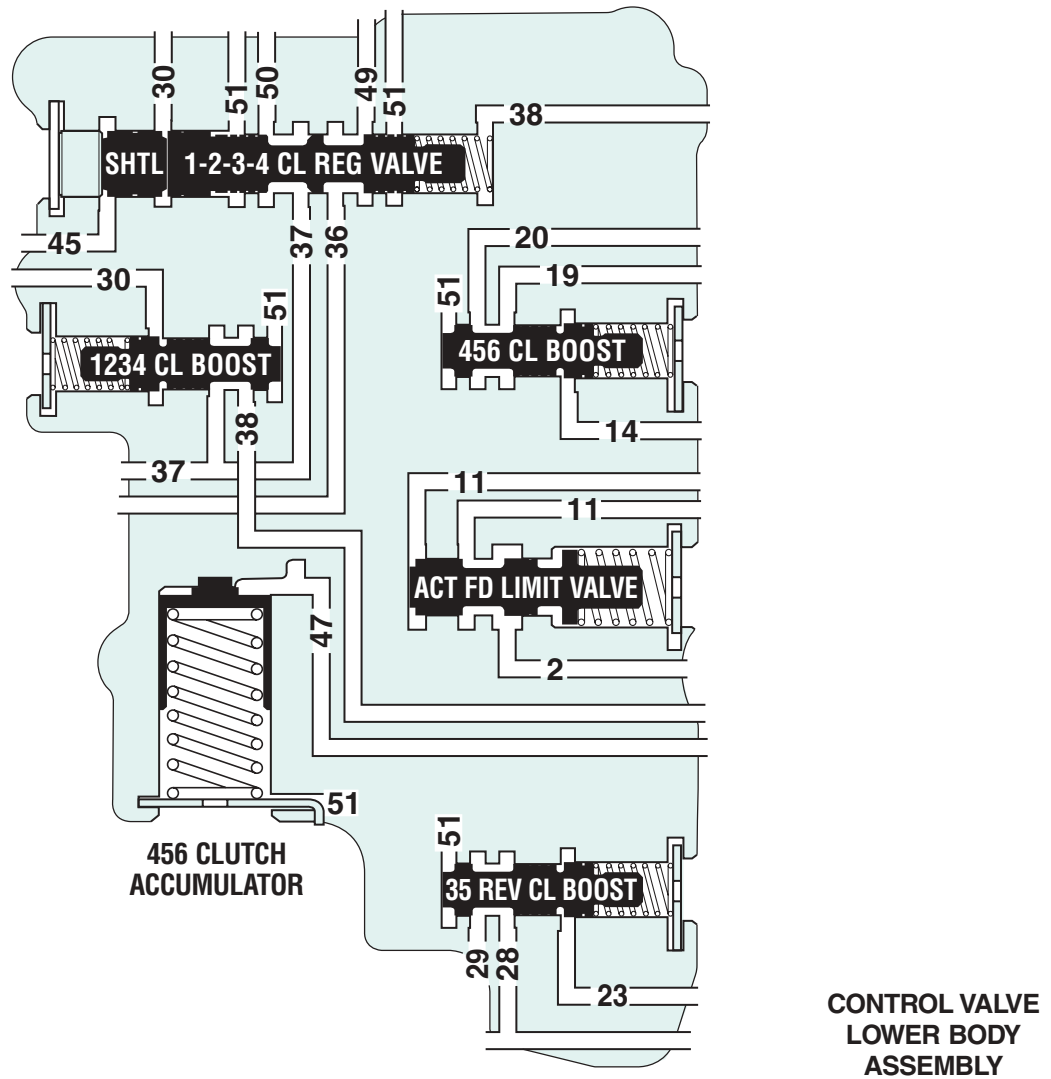 30
51
50
49
51
38
SHTL 1-2-3-4 CL REG VALVE
45
37
36
20
30
19
51
51
1234 CL BOOST
456 CL BOOST
38
14
37
11
11
ACT FD LIMIT VALVE
47
2
51
456 CLUTCH
ACCUMULATOR
51
35 REV CL BOOST
29
28
23
CONTROL VALVE
LOWER BODY
ASSEMBLY